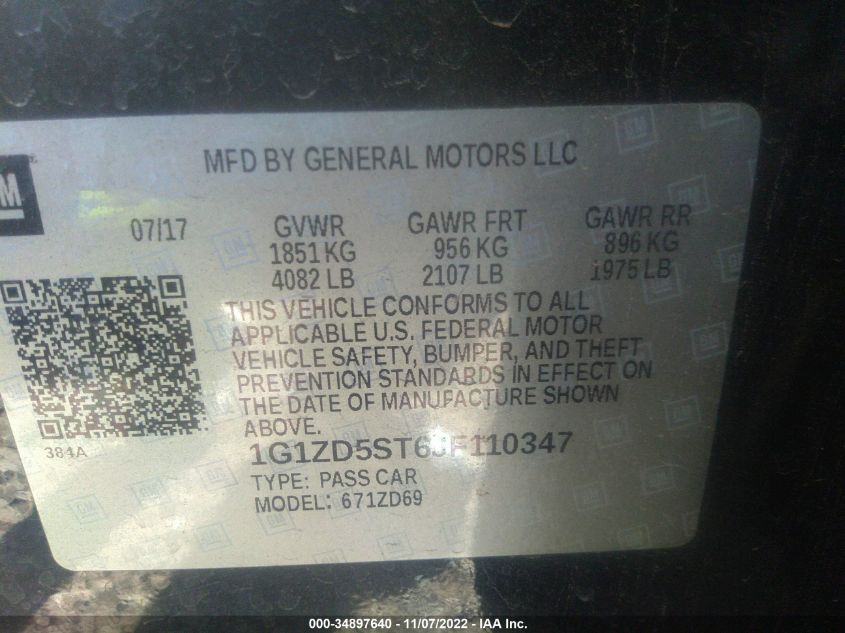 MFD BY GENERAL MOTORS LLC
GM
07/17 GVWR GAWR FRT GAWR RR
1851 KG 956 KG 896 KG
4082 LB 2107 LB 1975 LB
THIS VEHICLE CONFORMS TO ALL
APPLICABLE U.S. FEDERAL MOTOR
VEHICLE SAFETY, BUMPER, AND THEFT
PREVENTION STANDARDS IN EFFECT ON
THE DATE OF MANUFACTURE SHOWN
ABOVE.
384A
1G1ZD5ST6JF110347
TYPE: PASS CAR
MODEL: 671ZD69
000-34897640 - 11/07/2022 - IAA Inc.